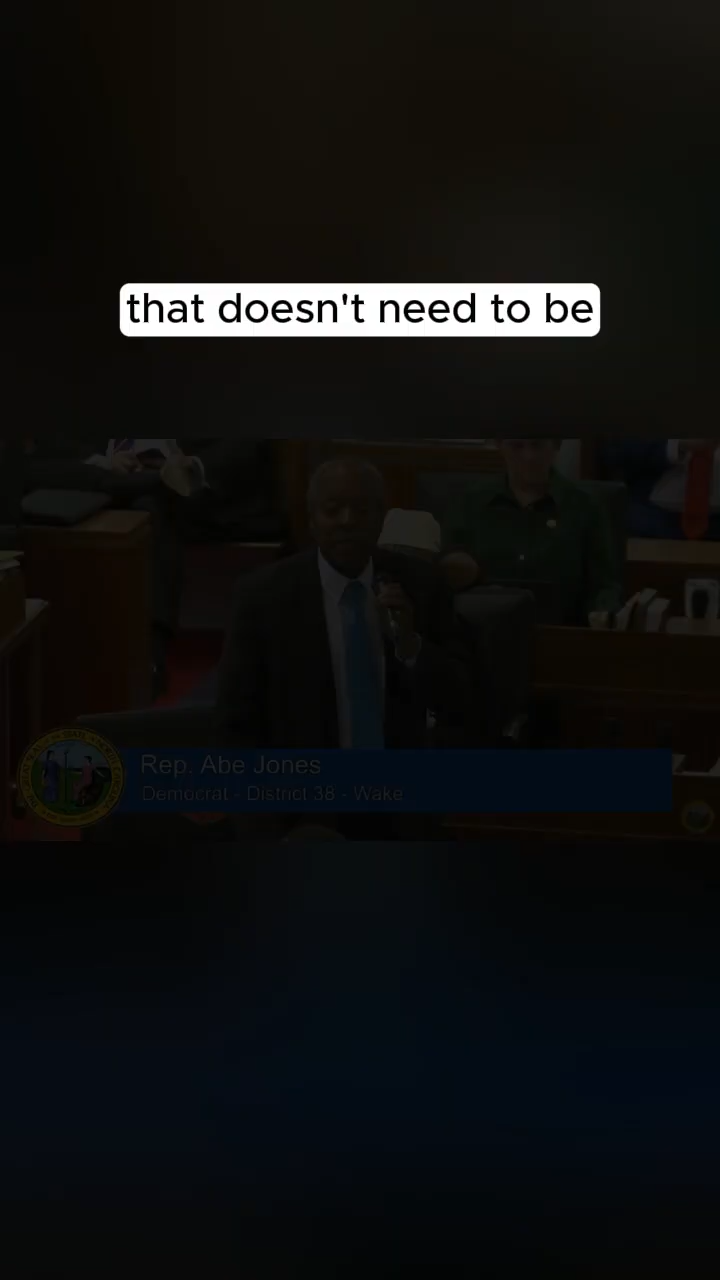 that doesn't need to be
Rep. Abe Jones
Democrat - District 38 - Wake